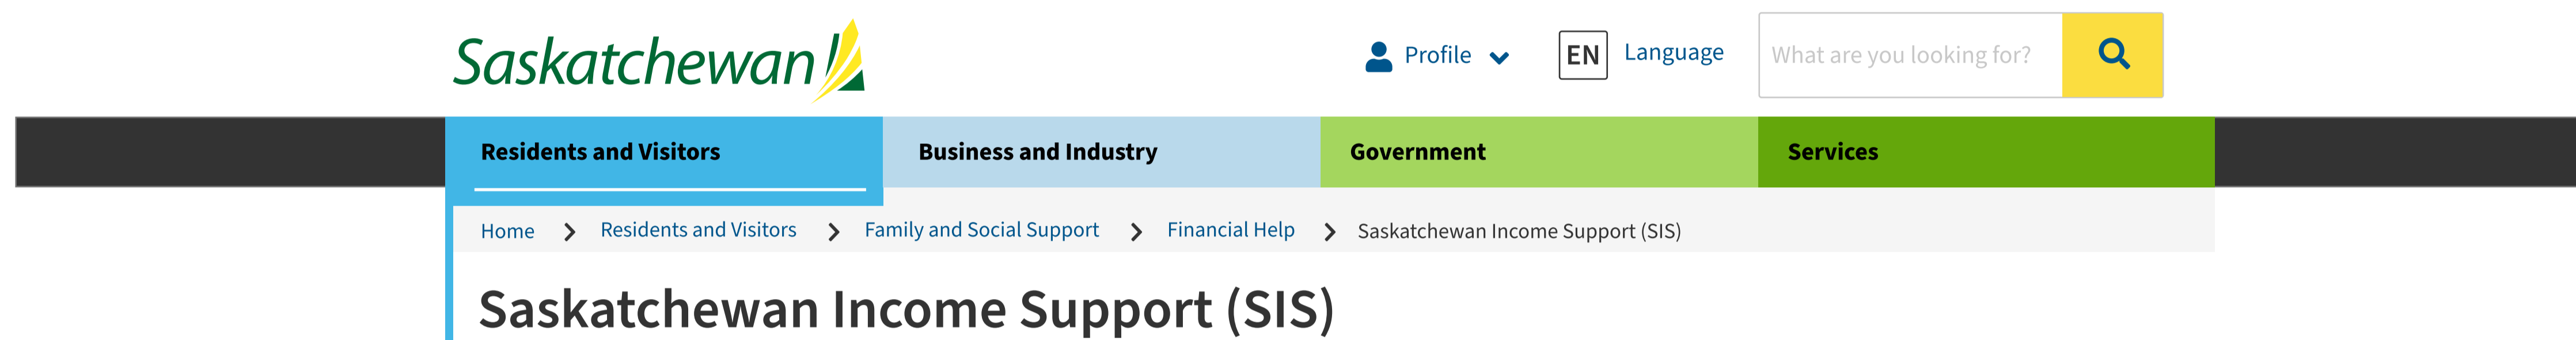 Saskatchewan
Profile
EN Language
What are you looking for?
Residents and Visitors
Business and Industry
Government
Services
Home Residents and Visitors Family and Social Support Financial Help Saskatchewan Income Support (SIS)
Saskatchewan Income Support (SIS)